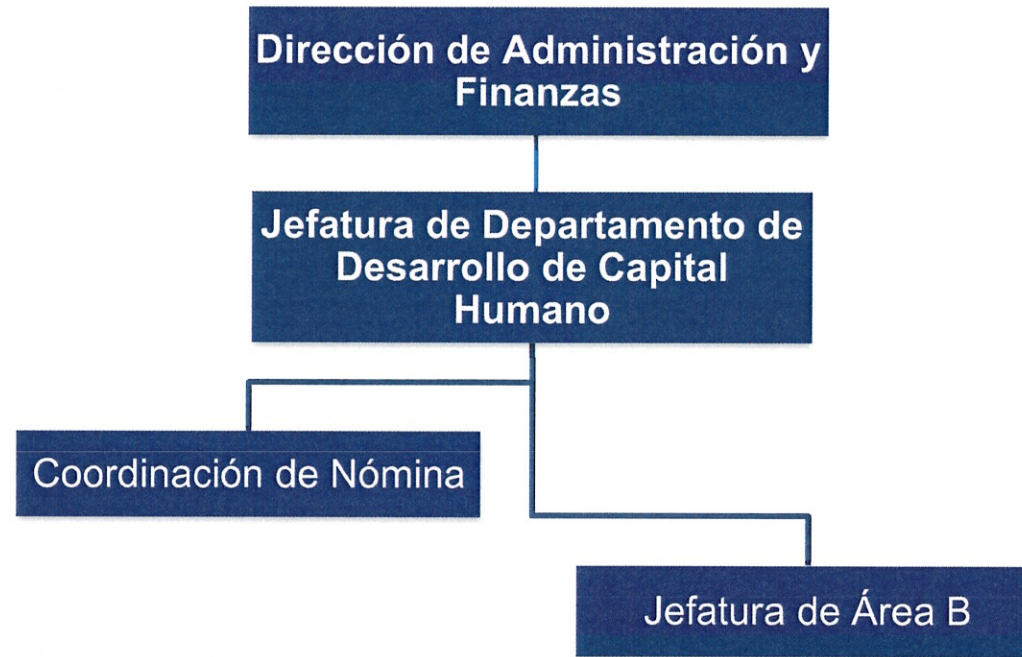 Dirección de Administración y
Finanzas
Jefatura de Departamento de
Desarrollo de Capital
Humano
Coordinación de Nómina
Jefatura de Área B